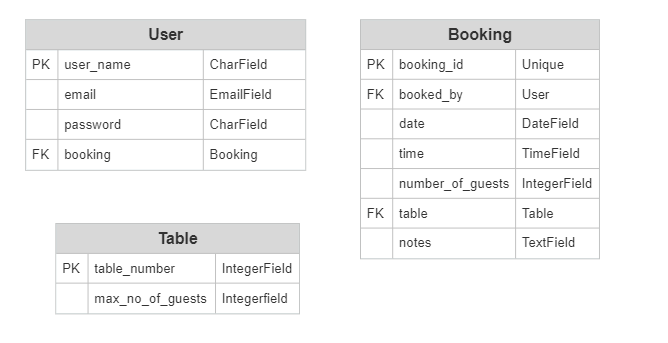 User
PK user_name CharField
email EmailField
password CharField
FK booking Booking
Booking
PK booking_id Unique
FK booked_by User
date DateField
time TimeField
number_of_guests IntegerField
FK table Table
notes TextField
Table
PK table_number IntegerField
max_no_of_guests Integerfield